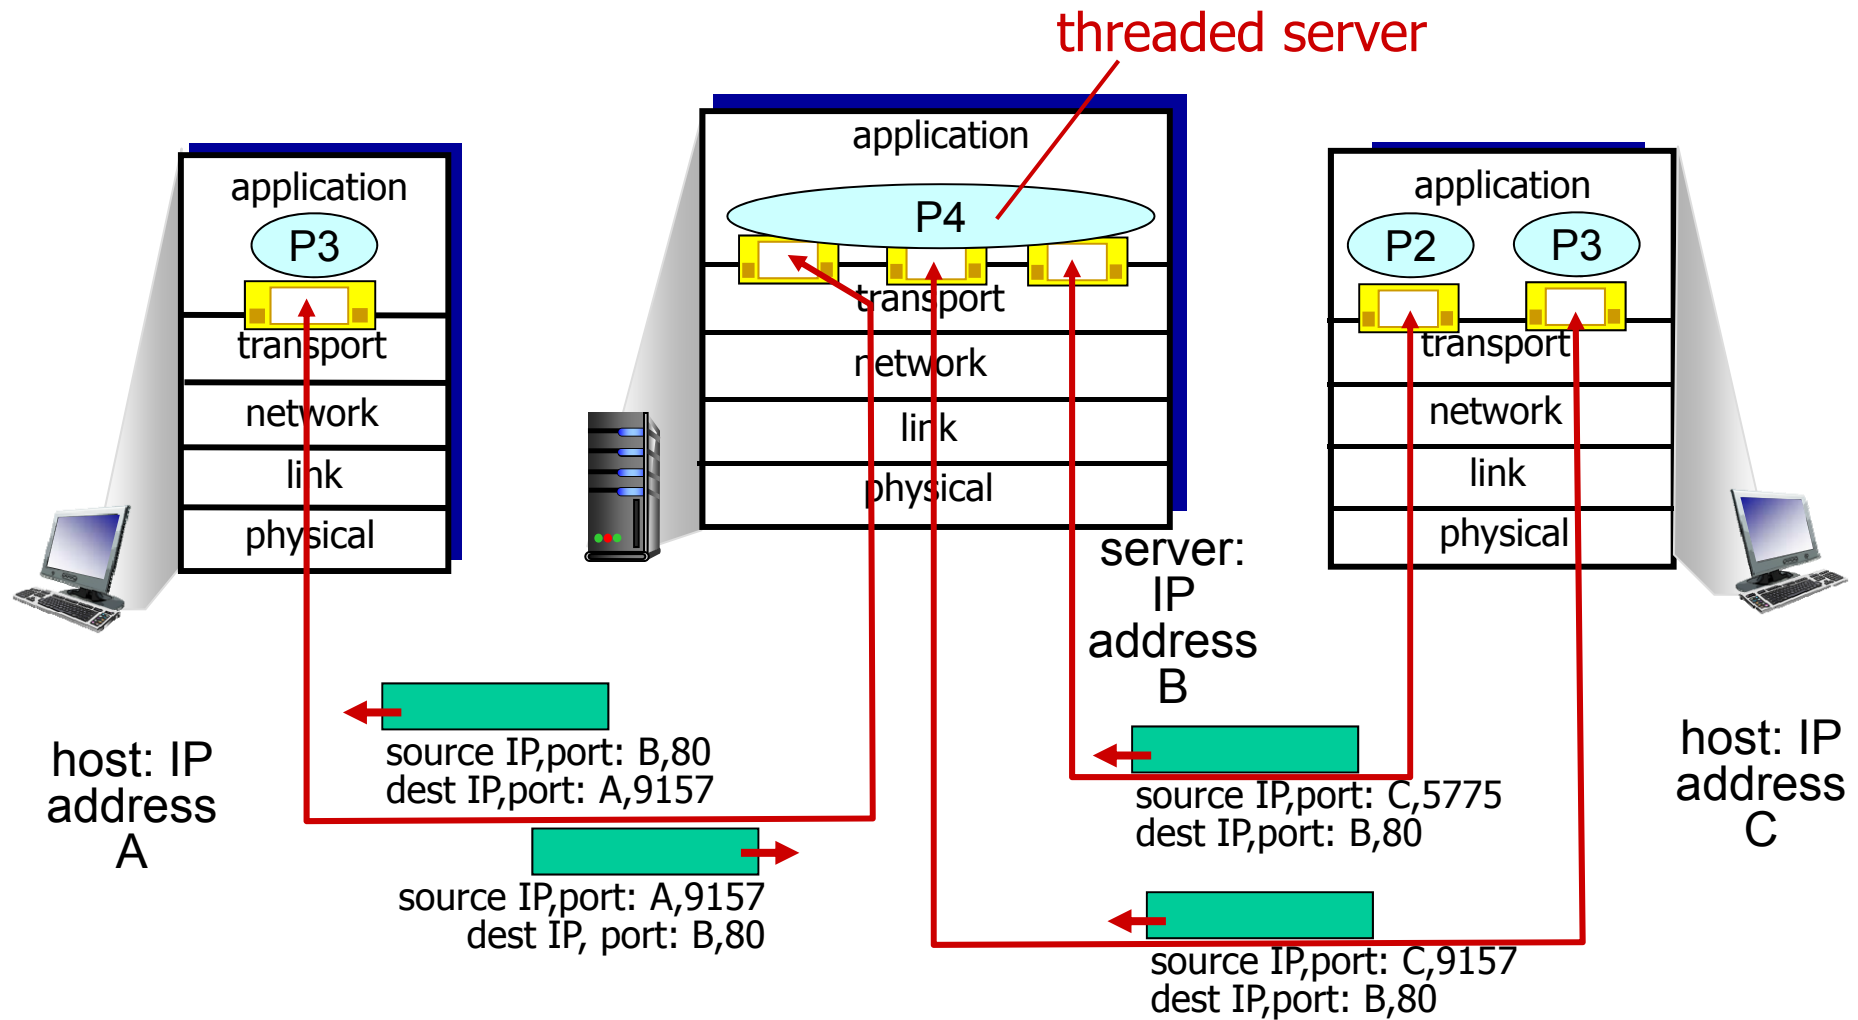 threaded server
application
P3
transport
network
link
physical
host: IP
address
A
application
P4
transport
network
link
physical
server:
IP
address
B
application
P2
P3
transport
network
link
physical
host: IP
address
C
source IP,port: B,80
dest IP,port: A,9157
source IP,port: A,9157
dest IP, port: B,80
source IP,port: C,5775
dest IP,port: B,80
source IP,port: C,9157
dest IP,port: B,80